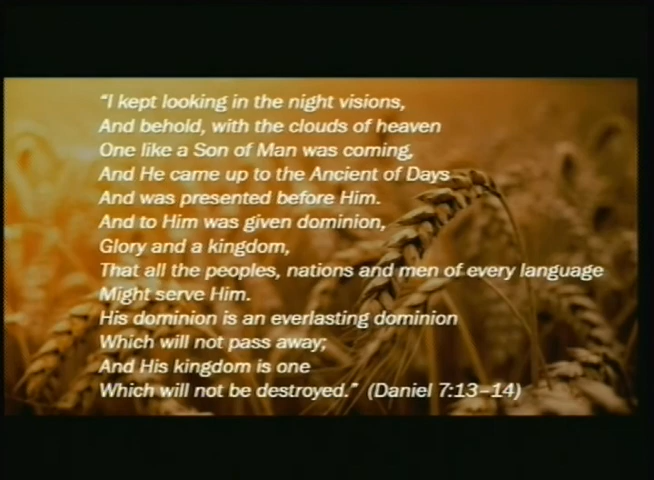 “I kept looking in the night visions,
And behold, with the clouds of heaven
One like a Son of Man was coming,
And He came up to the Ancient of Days
And was presented before Him.
And to Him was given dominion,
Glory and a kingdom,
That all the peoples, nations and men of every language
Might serve Him.
His dominion is an everlasting dominion
Which will not pass away;
And His kingdom is one
Which will not be destroyed.” (Daniel 7:13–14)